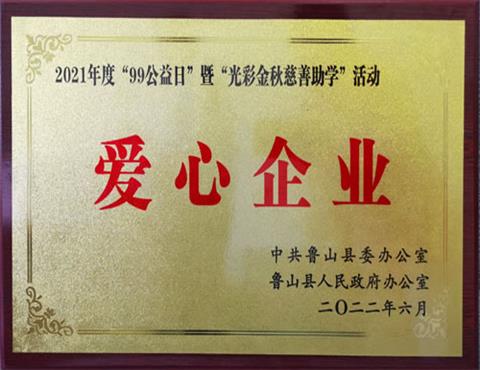 2021年度“99公益日”暨“光彩金秋慈善助学”活动
爱心企业
中共鲁山县委办公室
鲁山县人民政府办公室
二〇二二年六月